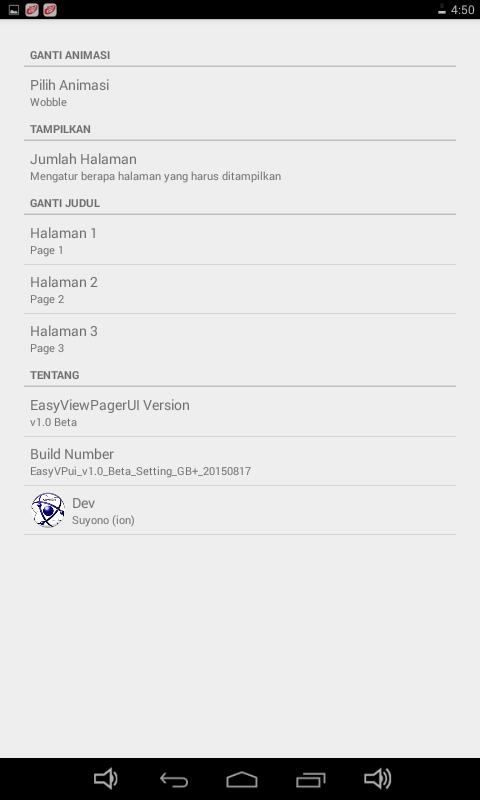 4:50
GANTI ANIMASI
Pilih Animasi
Wobble
TAMPILKAN
Jumlah Halaman
Mengatur berapa halaman yang harus ditampilkan
GANTI JUDUL
Halaman 1
Page 1
Halaman 2
Page 2
Halaman 3
Page 3
TENTANG
EasyViewPagerUI Version
v1.0 Beta
Build Number
EasyVPui_v1.0_Beta_Setting_GB+_20150817
Dev
Suyono (ion)